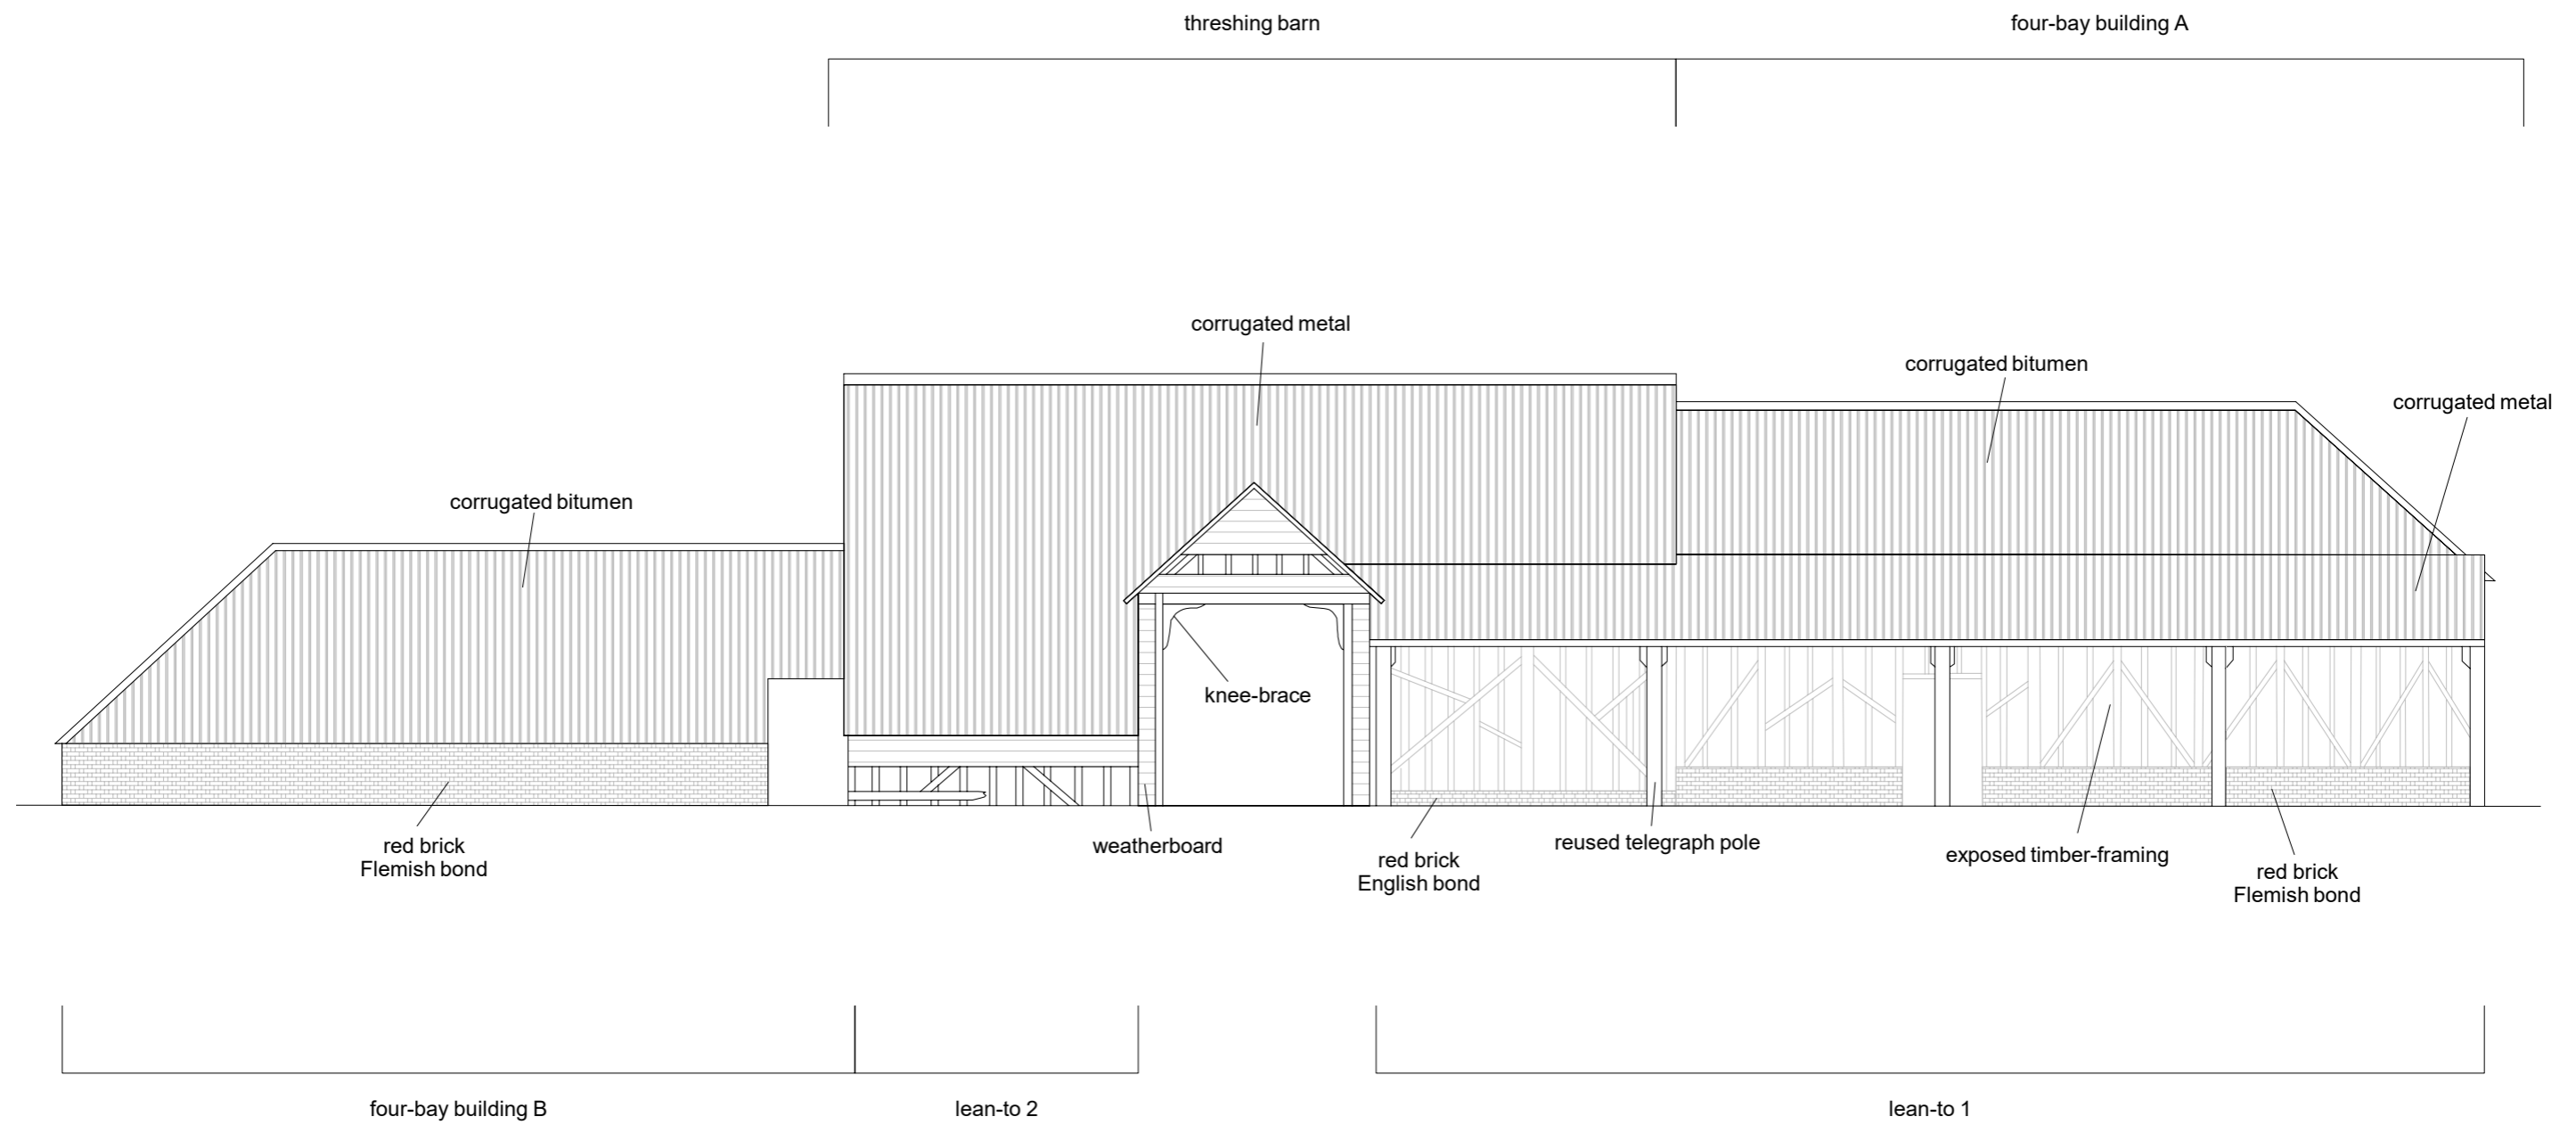 threshing barn
four-bay building A
corrugated metal
corrugated bitumen
corrugated metal
corrugated bitumen
knee-brace
red brick
Flemish bond
weatherboard
red brick
English bond
reused telegraph pole
exposed timber-framing
red brick
Flemish bond
four-bay building B
lean-to 2
lean-to 1